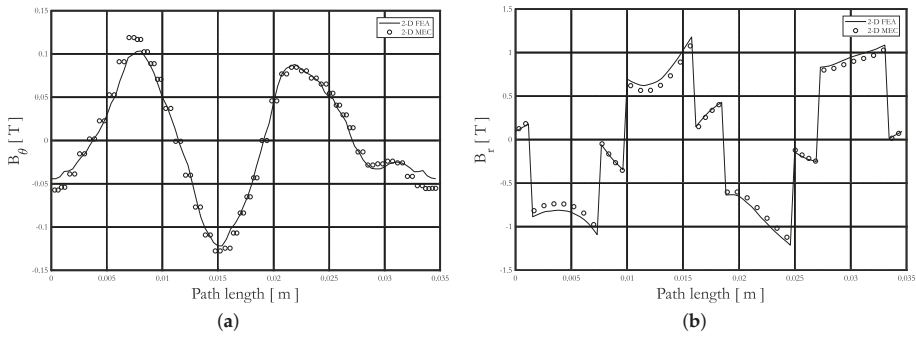 0.15
0.1
0.05
0
-0.05
-0.1
-0.15
B_θ [ T ]
2-D FEA
2-D MEC
0 0.005 0.01 0.015 0.02 0.025 0.03 0.035
Path length [ m ]
(a)
1.5
1
0.5
0
-0.5
-1
-1.5
B_r [ T ]
2-D FEA
2-D MEC
0 0.005 0.01 0.015 0.02 0.025 0.03 0.035
Path length [ m ]
(b)